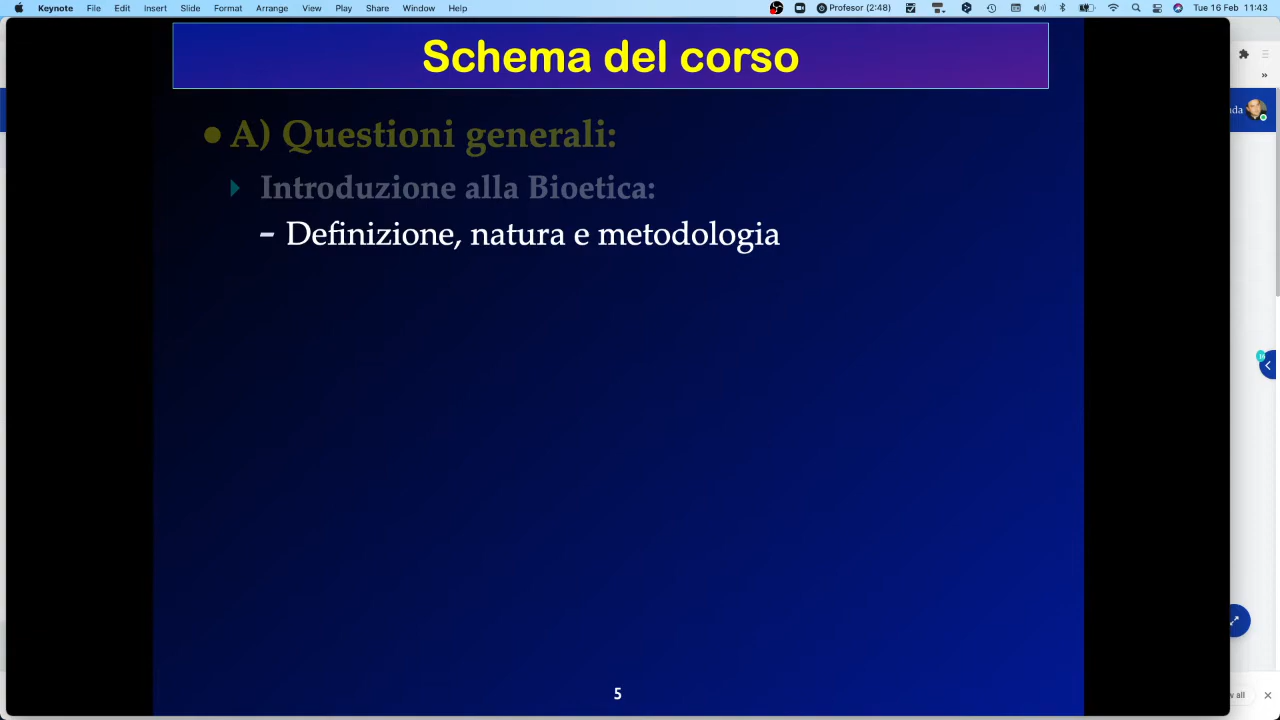 Keynote File Edit Insert Slide Format Arrange View Play Share Window Help Profesor (2:48) Tue 16 Feb 11:43
Schema del corso
● A) Questioni generali:
Introduzione alla Bioetica:
– Definizione, natura e metodologia
5